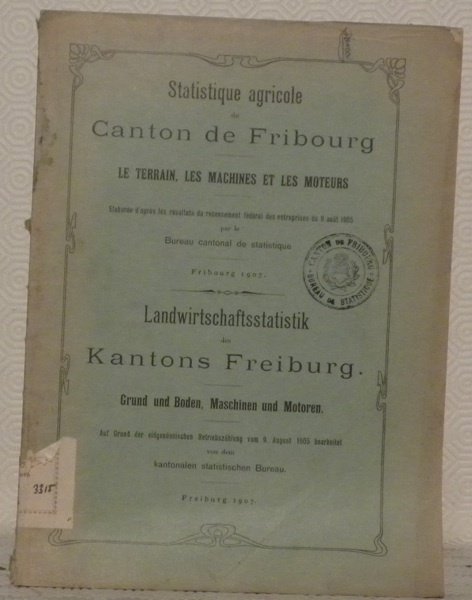 Statistique agricole
du
Canton de Fribourg
LE TERRAIN, LES MACHINES ET LES MOTEURS
Elaborée d'après les résultats du recensement fédéral des entreprises du 9 août 1905
par le
Bureau cantonal de statistique
Fribourg 1907.
CANTON DE FRIBOURG
BUREAU DE STATISTIQUE
Landwirtschaftsstatistik
des
Kantons Freiburg.
Grund und Boden, Maschinen und Motoren.
Auf Grund der eidgenössischen Betriebszählung vom 9. August 1905 bearbeitet
von dem
kantonalen statistischen Bureau.
Freiburg 1907.
3315